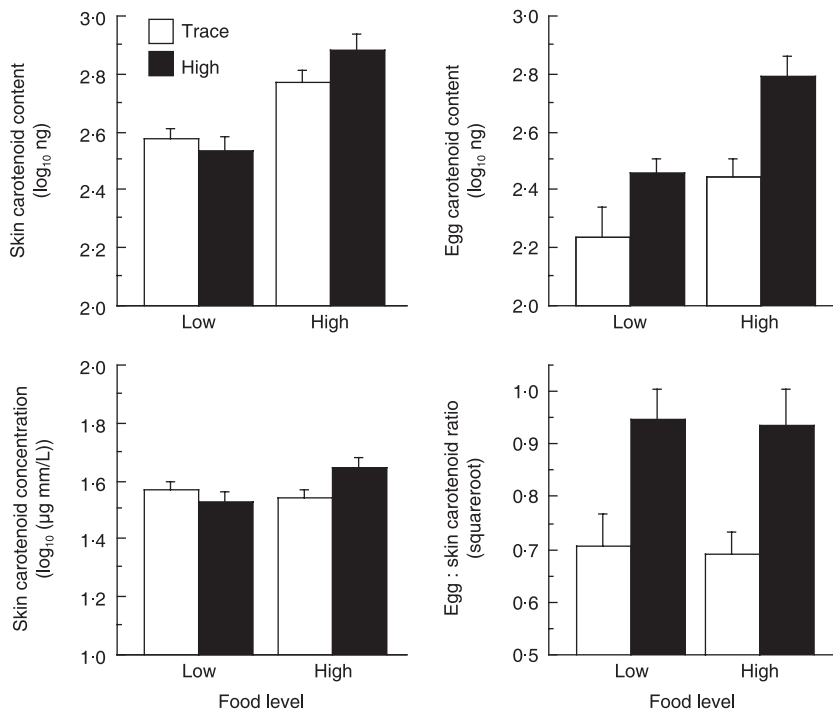 Skin carotenoid content
(log₁₀ ng)
3·0
2·8
2·6
2·4
2·2
2·0
Trace
High
Low
High
Egg carotenoid content
(log₁₀ ng)
3·0
2·8
2·6
2·4
2·2
2·0
Low
High
Skin carotenoid concentration
(log₁₀ (µg mm/L))
2·0
1·8
1·6
1·4
1·2
1·0
Low
High
Food level
Egg : skin carotenoid ratio
(squareroot)
1·0
0·9
0·8
0·7
0·6
0·5
Low
High
Food level